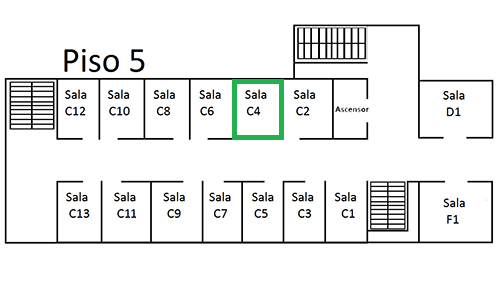 Piso 5
Sala
C12
Sala
C10
Sala
C8
Sala
C6
Sala
C4
Sala
C2
Ascensor
Sala
D1
Sala
C13
Sala
C11
Sala
C9
Sala
C7
Sala
C5
Sala
C3
Sala
C1
Sala
F1